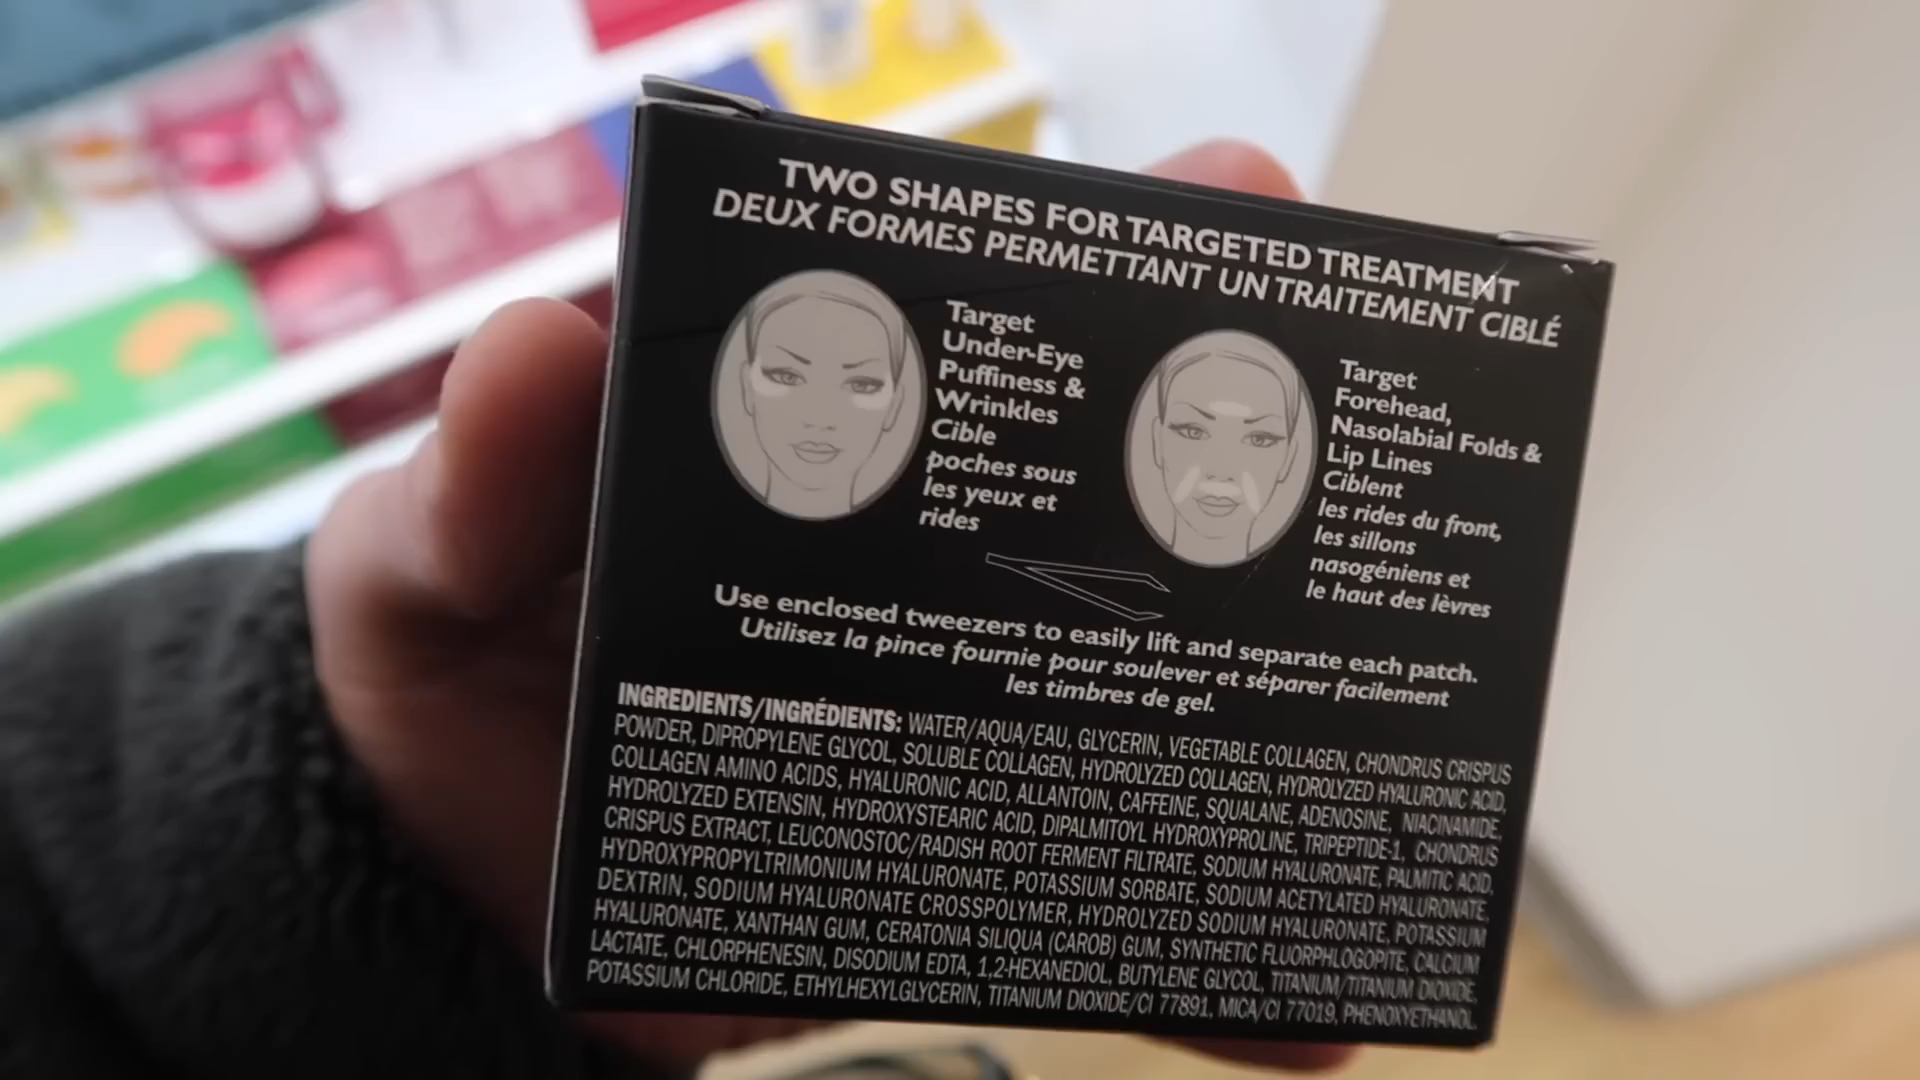 TWO SHAPES FOR TARGETED TREATMENT
DEUX FORMES PERMETTANT UN TRAITEMENT CIBLÉ
Target
Under-Eye
Puffiness &
Wrinkles
Cible
poches sous
les yeux et
rides
Target
Forehead,
Nasolabial Folds &
Lip Lines
Ciblent
les rides du front,
les sillons
nasogéniens et
le haut des lèvres
Use enclosed tweezers to easily lift and separate each patch.
Utilisez la pince fournie pour soulever et séparer facilement
les timbres de gel.
INGREDIENTS/INGRÉDIENTS: WATER/AQUA/EAU, GLYCERIN, VEGETABLE COLLAGEN, CHONDRUS CRISPUS
POWDER, DIPROPYLENE GLYCOL, SOLUBLE COLLAGEN, HYDROLYZED COLLAGEN, HYDROLYZED HYALURONIC ACID,
COLLAGEN AMINO ACIDS, HYALURONIC ACID, ALLANTOIN, CAFFEINE, SQUALANE, ADENOSINE, NIACINAMIDE,
HYDROLYZED EXTENSIN, HYDROXYSTEARIC ACID, DIPALMITOYL HYDROXYPROLINE, TRIPEPTIDE-1, CHONDRUS
CRISPUS EXTRACT, LEUCONOSTOC/RADISH ROOT FERMENT FILTRATE, SODIUM HYALURONATE, PALMITIC ACID,
HYDROXYPROPYLTRIMONIUM HYALURONATE, POTASSIUM SORBATE, SODIUM ACETYLATED HYALURONATE,
DEXTRIN, SODIUM HYALURONATE CROSSPOLYMER, HYDROLYZED SODIUM HYALURONATE, POTASSIUM
HYALURONATE, XANTHAN GUM, CERATONIA SILIQUA (CAROB) GUM, SYNTHETIC FLUORPHLOGOPITE, CALCIUM
LACTATE, CHLORPHENESIN, DISODIUM EDTA, 1,2-HEXANEDIOL, BUTYLENE GLYCOL, TITANIUM/TITANIUM DIOXIDE,
POTASSIUM CHLORIDE, ETHYLHEXYLGLYCERIN, TITANIUM DIOXIDE/CI 77891, MICA/CI 77019, PHENOXYETHANOL.